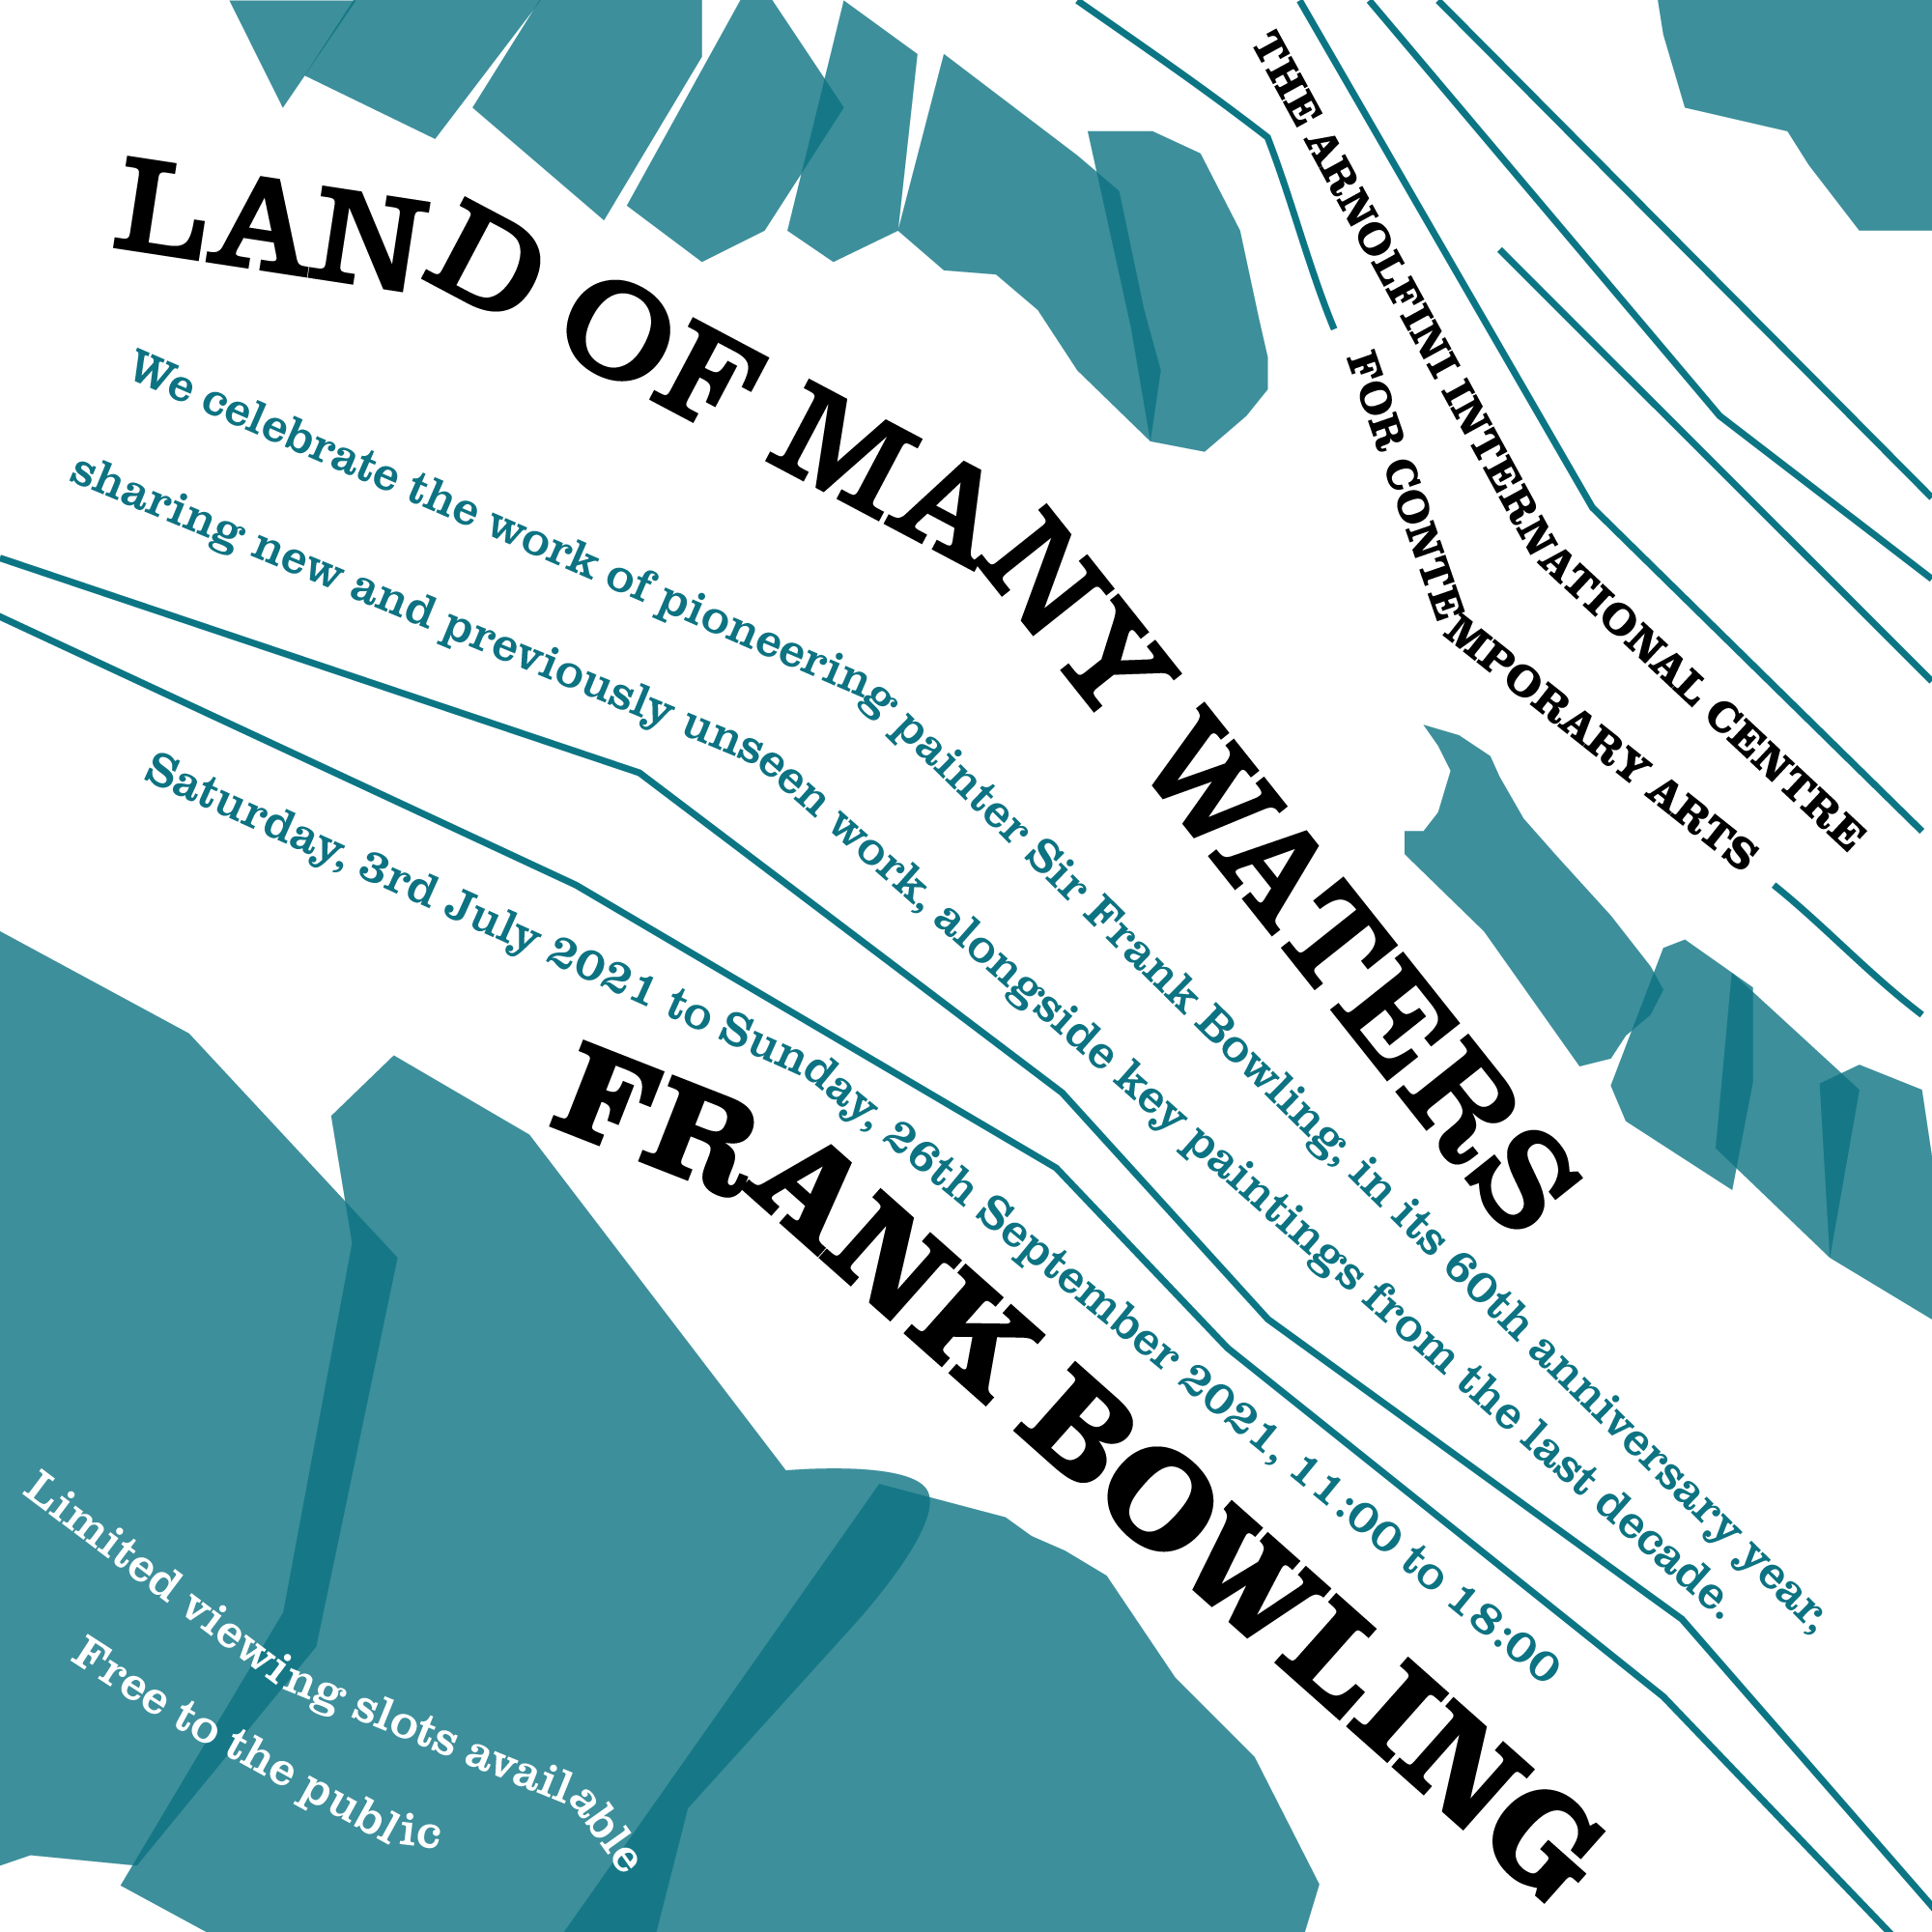 THE ARNOLFINI INTERNATIONAL CENTRE
FOR CONTEMPORARY ARTS
LAND OF MANY WATERS
We celebrate the work of pioneering painter Sir Frank Bowling, in its 60th anniversary year,
sharing new and previously unseen work, alongside key paintings from the last decade.
Saturday, 3rd July 2021 to Sunday, 26th September 2021, 11:00 to 18:00
FRANK BOWLING
Limited viewing slots available
Free to the public